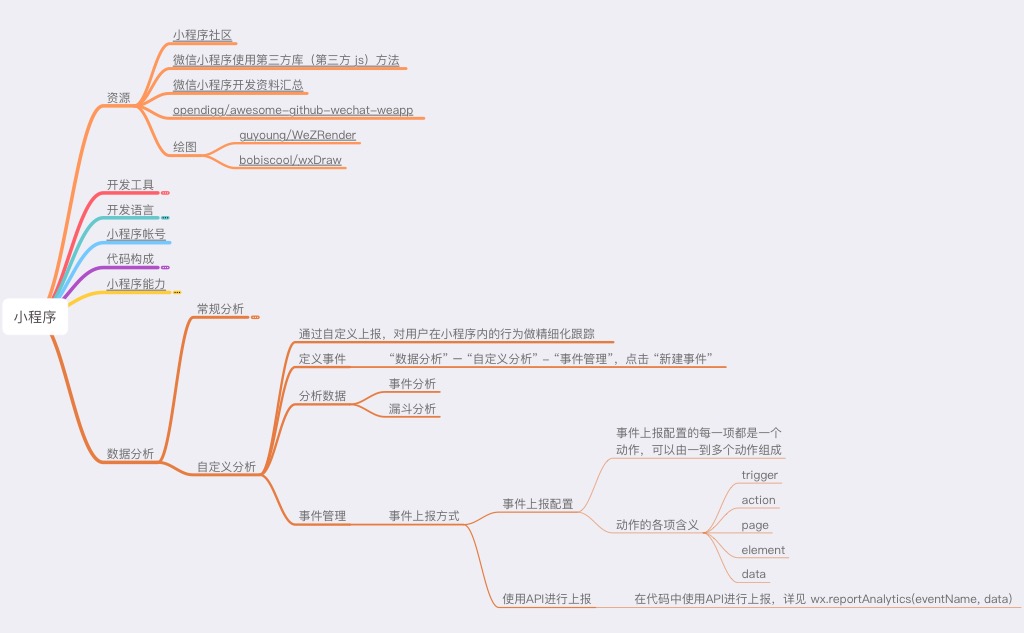 小程序社区
微信小程序使用第三方库（第三方 js）方法
微信小程序开发资料汇总
资源
opendigg/awesome-github-wechat-weapp
guyoung/WeZRender
绘图
bobiscool/wxDraw
开发工具
开发语言
小程序帐号
代码构成
小程序能力
小程序
常规分析
通过自定义上报，对用户在小程序内的行为做精细化跟踪
定义事件
“数据分析” — “自定义分析” - “事件管理”，点击 “新建事件”
事件分析
分析数据
漏斗分析
数据分析
自定义分析
事件上报配置的每一项都是一个
动作，可以由一到多个动作组成
trigger
事件上报配置
action
事件管理
事件上报方式
动作的各项含义
page
element
data
使用API进行上报
在代码中使用API进行上报，详见 wx.reportAnalytics(eventName, data)